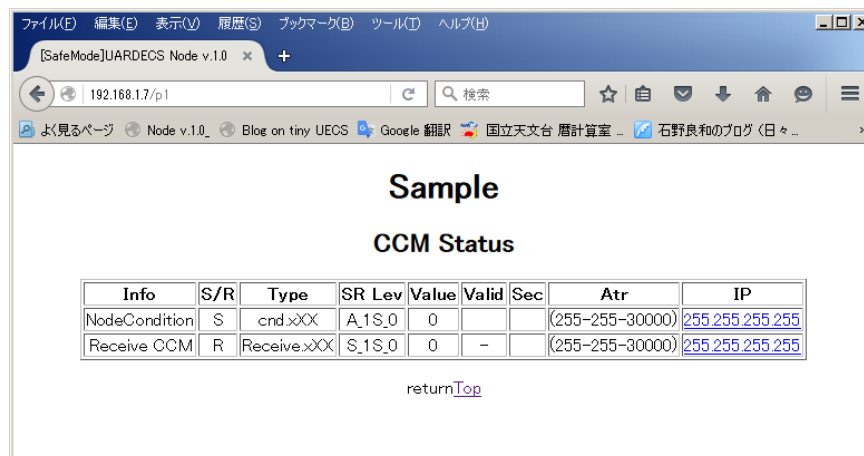 ファイル(F) 編集(E) 表示(V) 履歴(S) ブックマーク(B) ツール(T) ヘルプ(H)
[SafeMode]UARDECS Node v.1.0 × +
192.168.1.7/p1 検索
よく見るページ Node v.1.0_ Blog on tiny UECS Google 翻訳 国立天文台 暦計算室 ... 石野良和のブログ (日々...
Sample
CCM Status
Info S/R Type SR Lev Value Valid Sec Atr IP
NodeCondition S cnd.xXX A_1S_0 0 (255-255-30000) 255.255.255.255
Receive CCM R Receive.xXX S_1S_0 0 - (255-255-30000) 255.255.255.255
returnTop